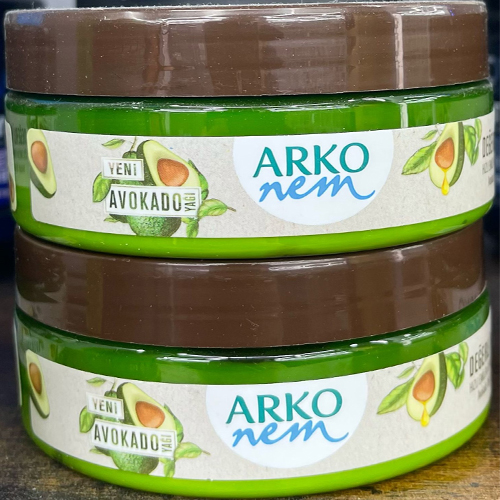 YENİ
AVOKADO
YAĞI
ARKO
nem
YENİ
AVOKADO
YAĞI
ARKO
nem